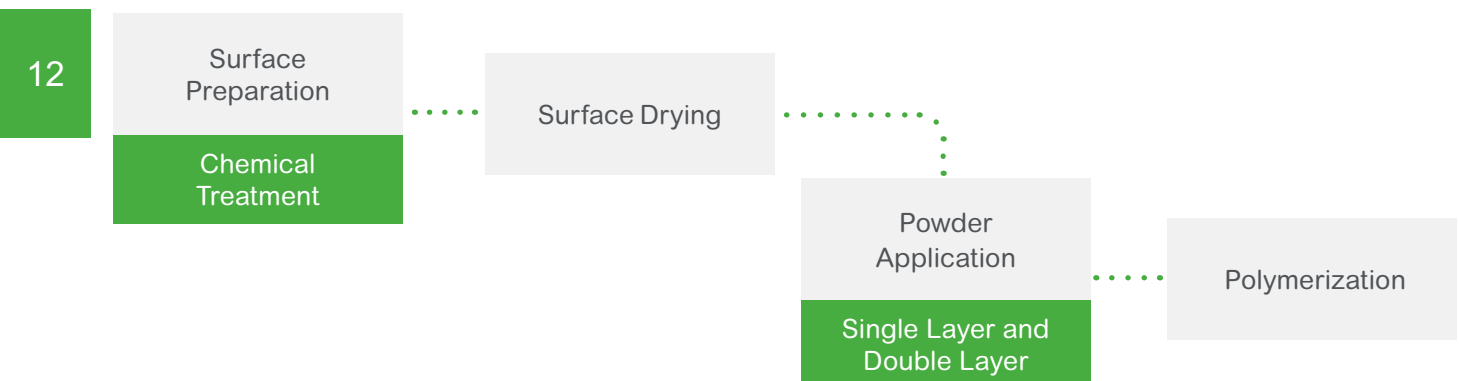 12
Surface
Preparation
Chemical
Treatment
Surface Drying
Powder
Application
Single Layer and
Double Layer
Polymerization